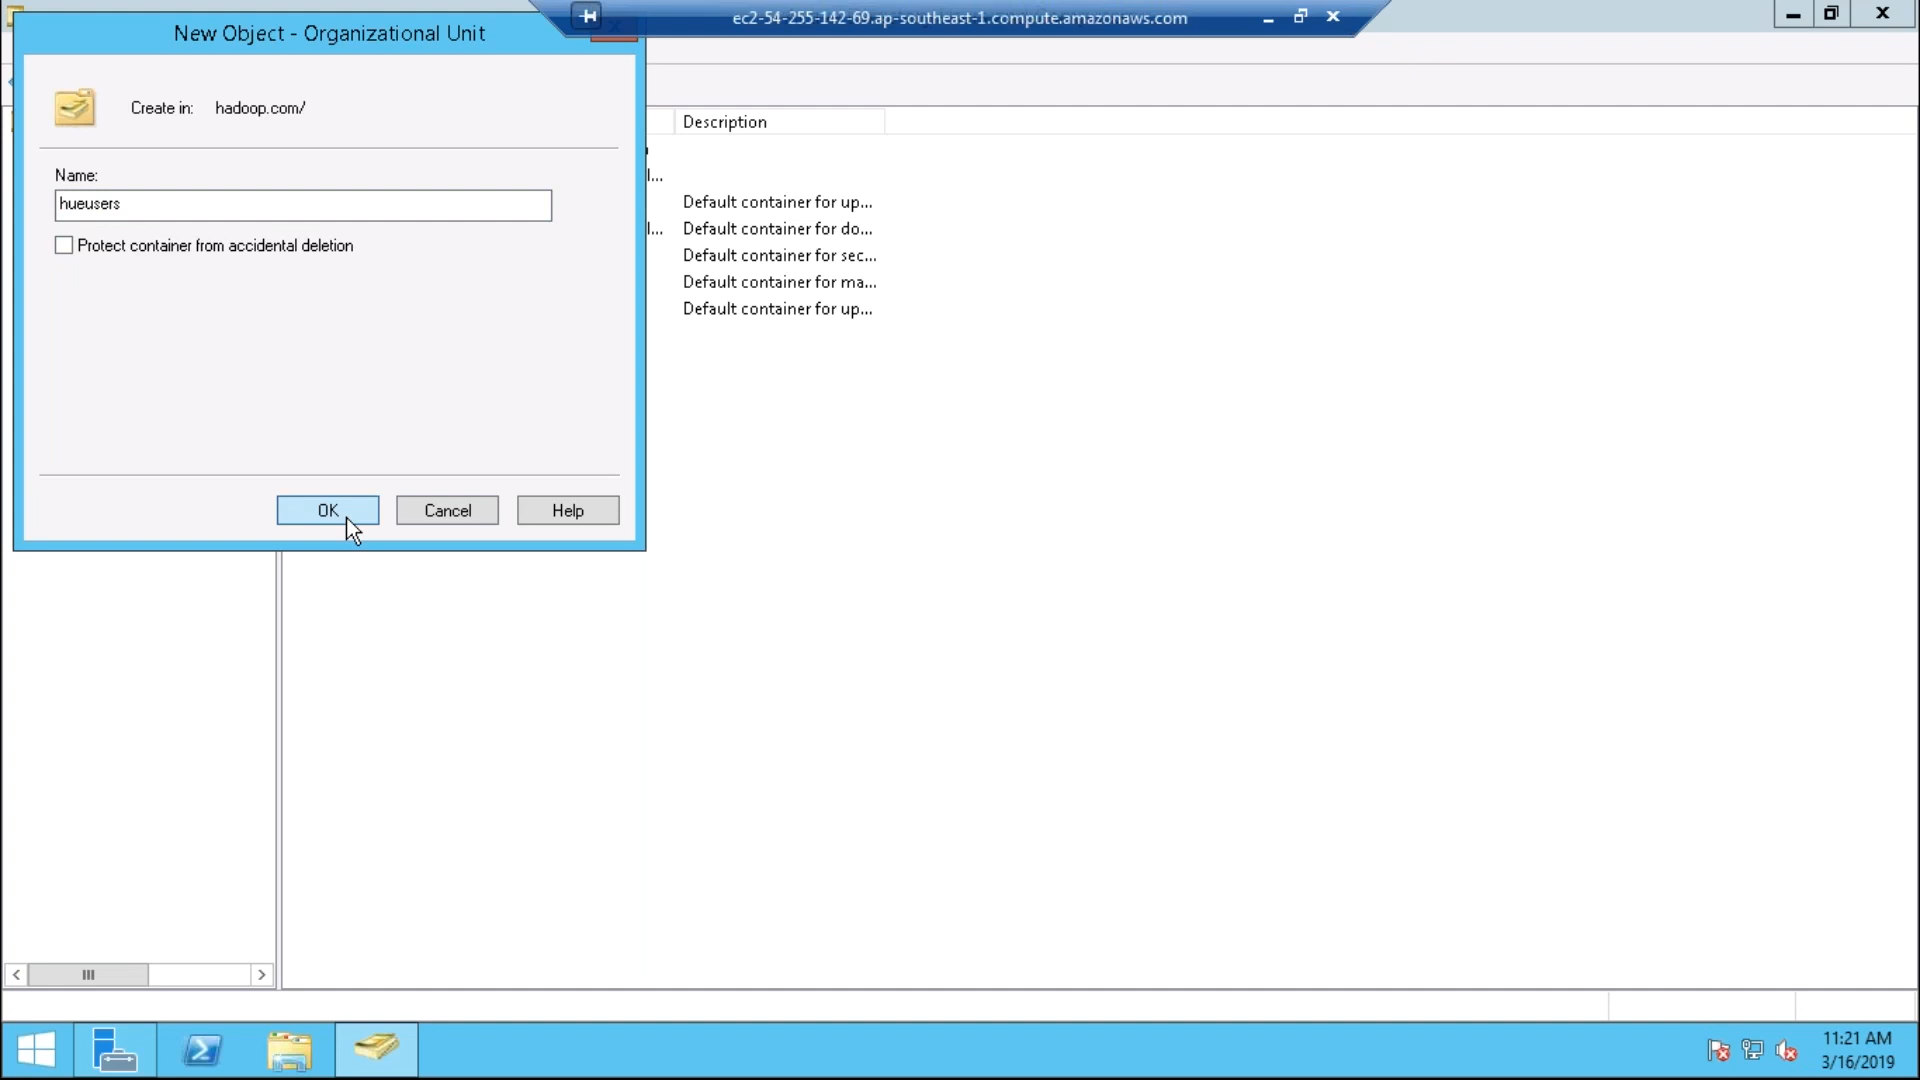 ec2-54-255-142-69.ap-southeast-1.compute.amazonaws.com
New Object - Organizational Unit
Create in: hadoop.com/
Name:
hueusers
Protect container from accidental deletion
OK Cancel Help
Description
Default container for up...
Default container for do...
Default container for sec...
Default container for ma...
Default container for up...
11:21 AM
3/16/2019